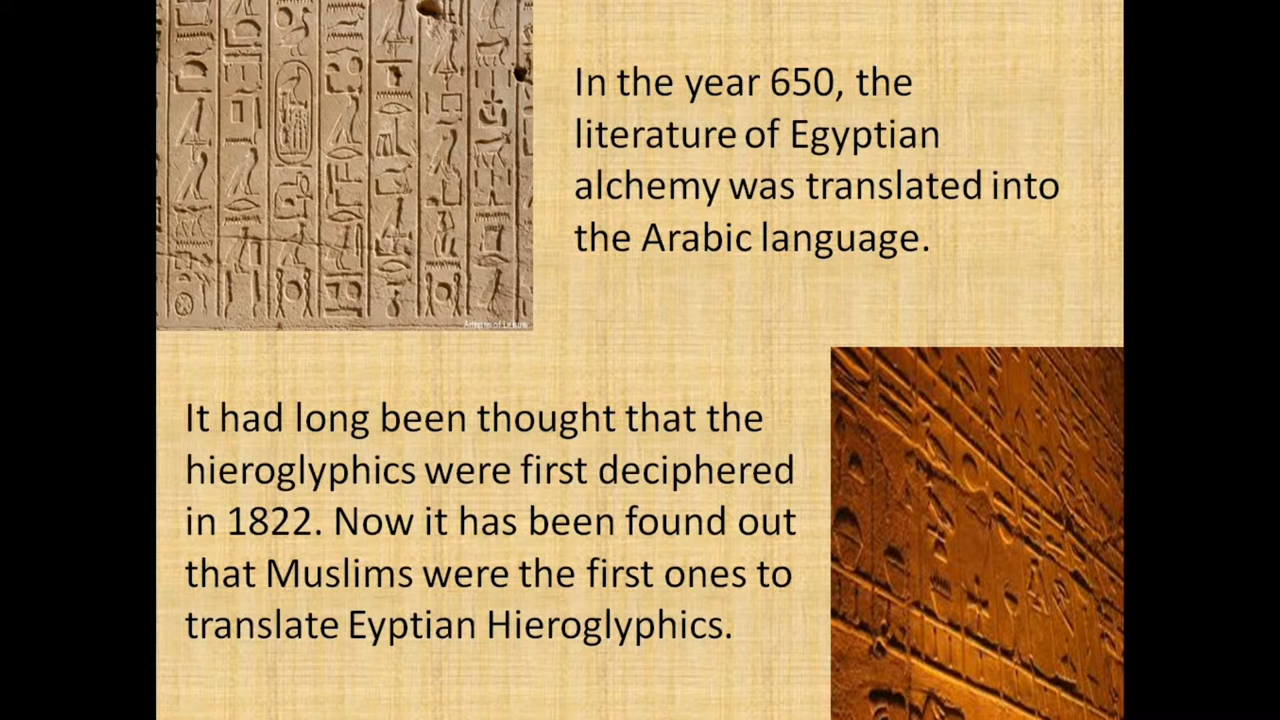 In the year 650, the
literature of Egyptian
alchemy was translated into
the Arabic language.
It had long been thought that the
hieroglyphics were first deciphered
in 1822. Now it has been found out
that Muslims were the first ones to
translate Eyptian Hieroglyphics.